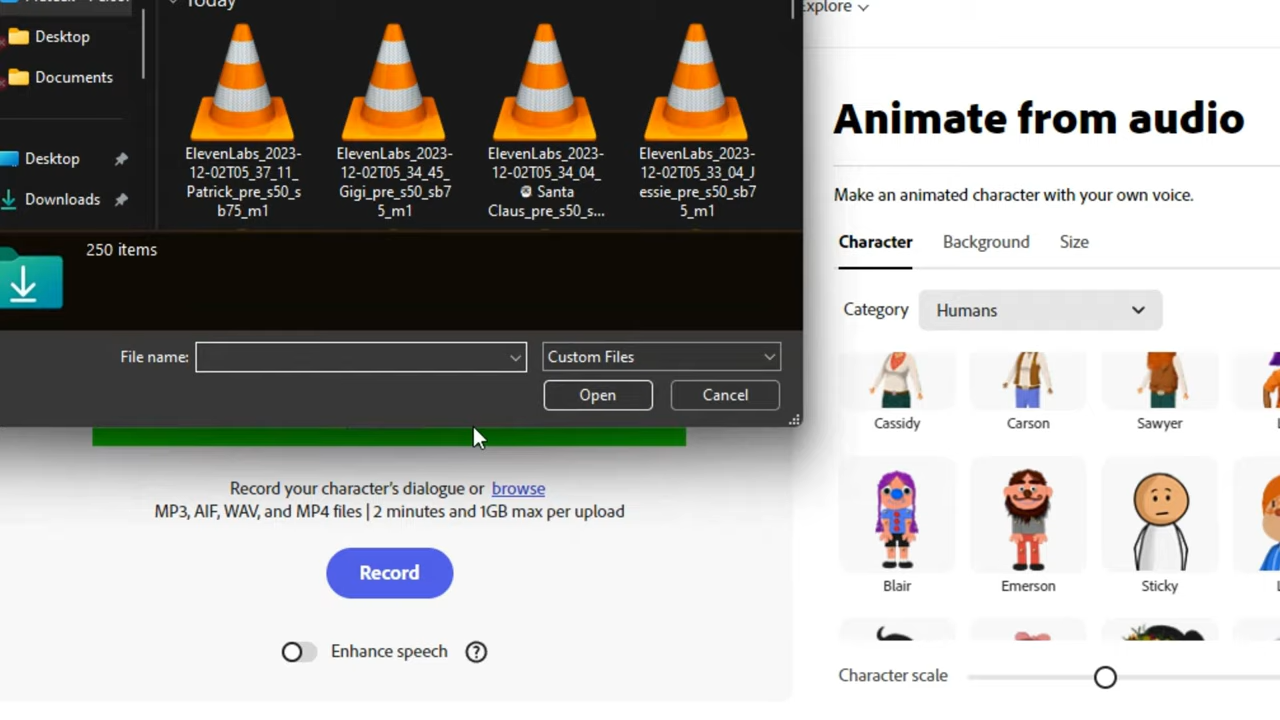 Today
Desktop
Documents
Desktop
Downloads
ElevenLabs_2023-
12-02T05_37_11_
Patrick_pre_s50_s
b75_m1
ElevenLabs_2023-
12-02T05_34_45_
Gigi_pre_s50_sb7
5_m1
ElevenLabs_2023-
12-02T05_34_04_
Santa
Claus_pre_s50_s...
ElevenLabs_2023-
12-02T05_33_04_J
essie_pre_s50_sb7
5_m1
250 items
File name:
Custom Files
Open
Cancel
Record your character's dialogue or browse
MP3, AIF, WAV, and MP4 files | 2 minutes and 1GB max per upload
Record
Enhance speech ?
Explore
Animate from audio
Make an animated character with your own voice.
Character Background Size
Category Humans
Cassidy Carson Sawyer
Blair Emerson Sticky
Character scale